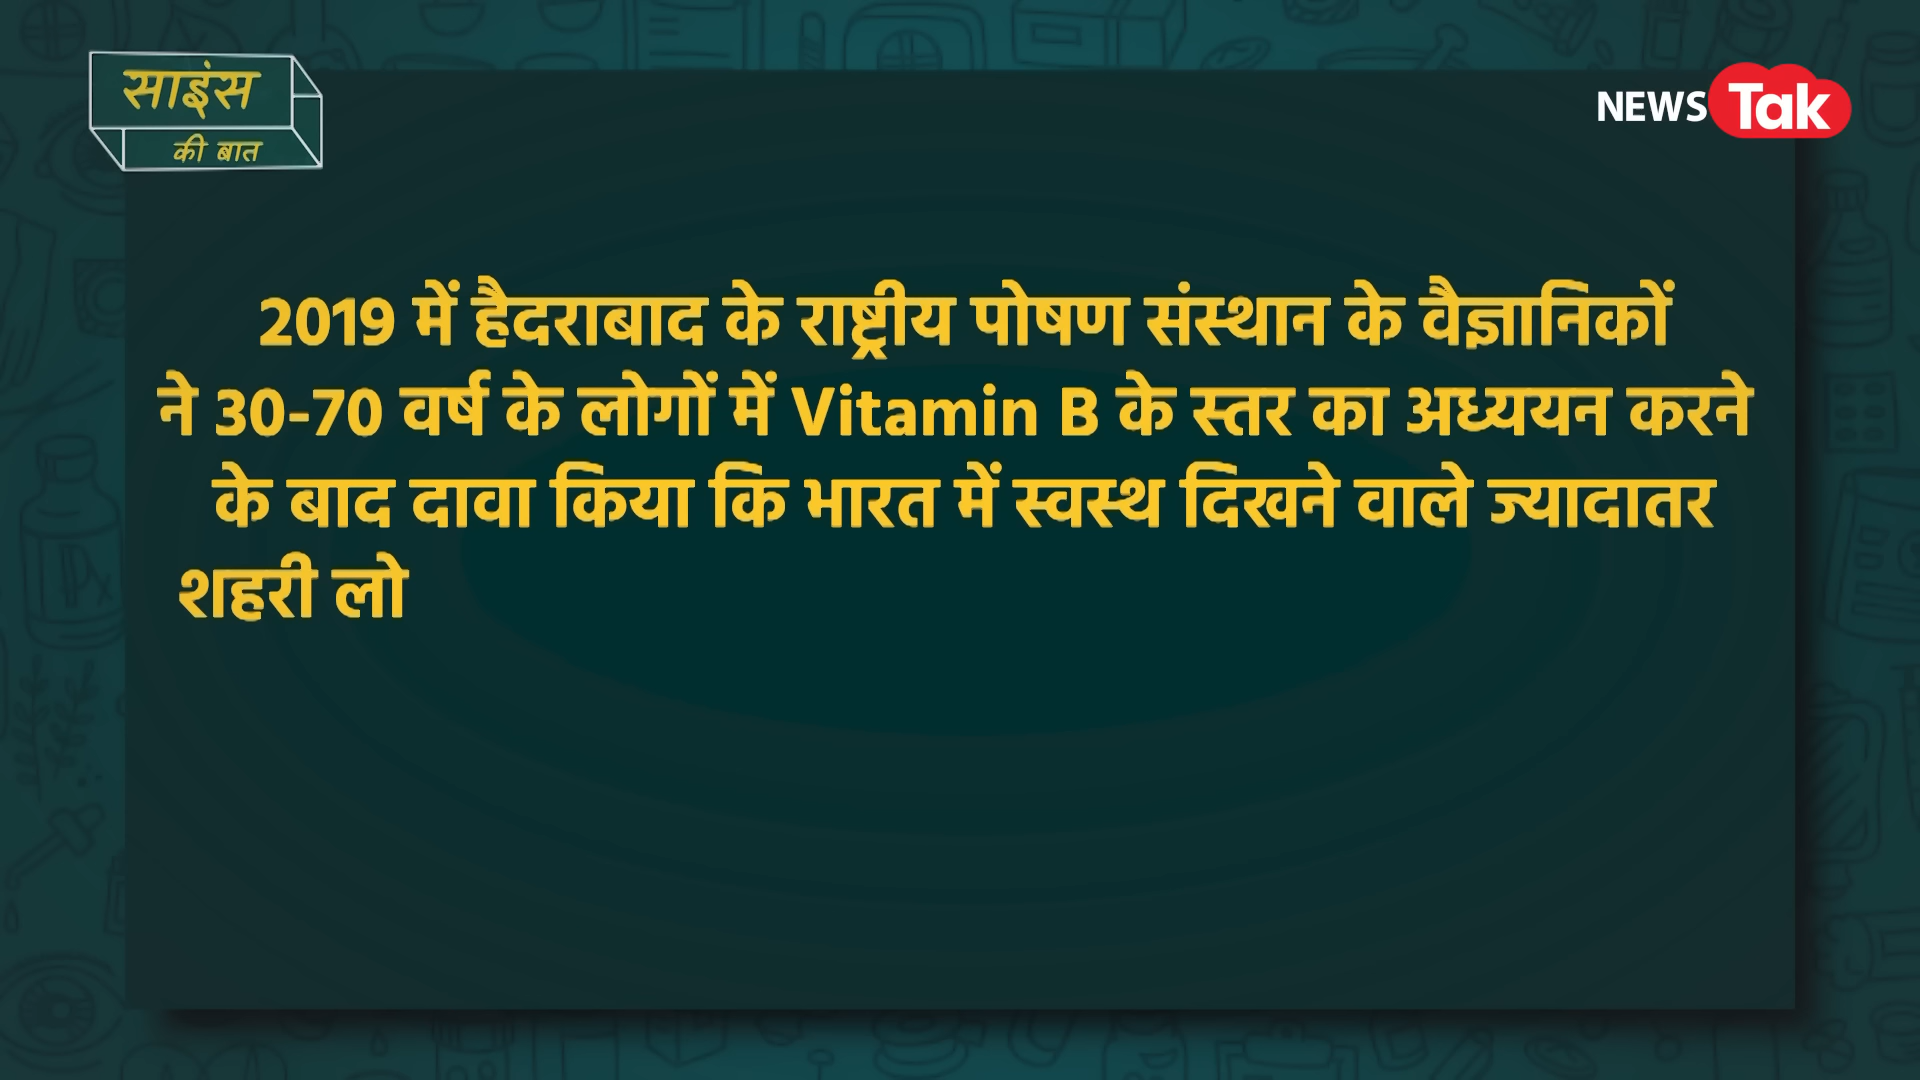 साइंस
की बात
NEWS Tak
2019 में हैदराबाद के राष्ट्रीय पोषण संस्थान के वैज्ञानिकों
ने 30-70 वर्ष के लोगों में Vitamin B के स्तर का अध्ययन करने
के बाद दावा किया कि भारत में स्वस्थ दिखने वाले ज्यादातर
शहरी लो